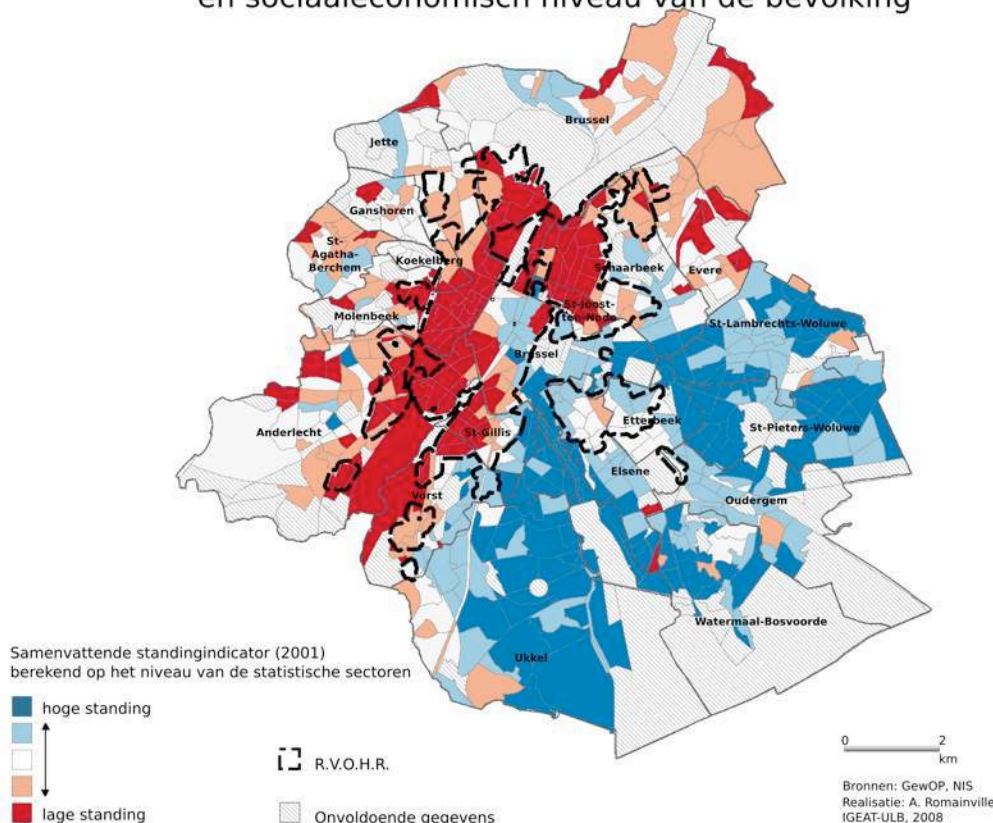 en sociaaleconomisch niveau van de bevolking
Brussel
Jette
Ganshoren
St-
Agatha-
Berchem
Koekelberg
Schaarbeek
Evere
Molenbeek
St-Joost-
ten-Node
St-Lambrechts-Woluwe
Brussel
Anderlecht
St-Gillis
Etterbeek
St-Pieters-Woluwe
Elsene
Vorst
Oudergem
Watermaal-Bosvoorde
Ukkel
Samenvattende standingindicator (2001)
berekend op het niveau van de statistische sectoren
hoge standing
lage standing
R.V.O.H.R.
Onvoldoende gegevens
0 2
km
Bronnen: GewOP, NIS
Realisatie: A. Romainville
IGEAT-ULB, 2008